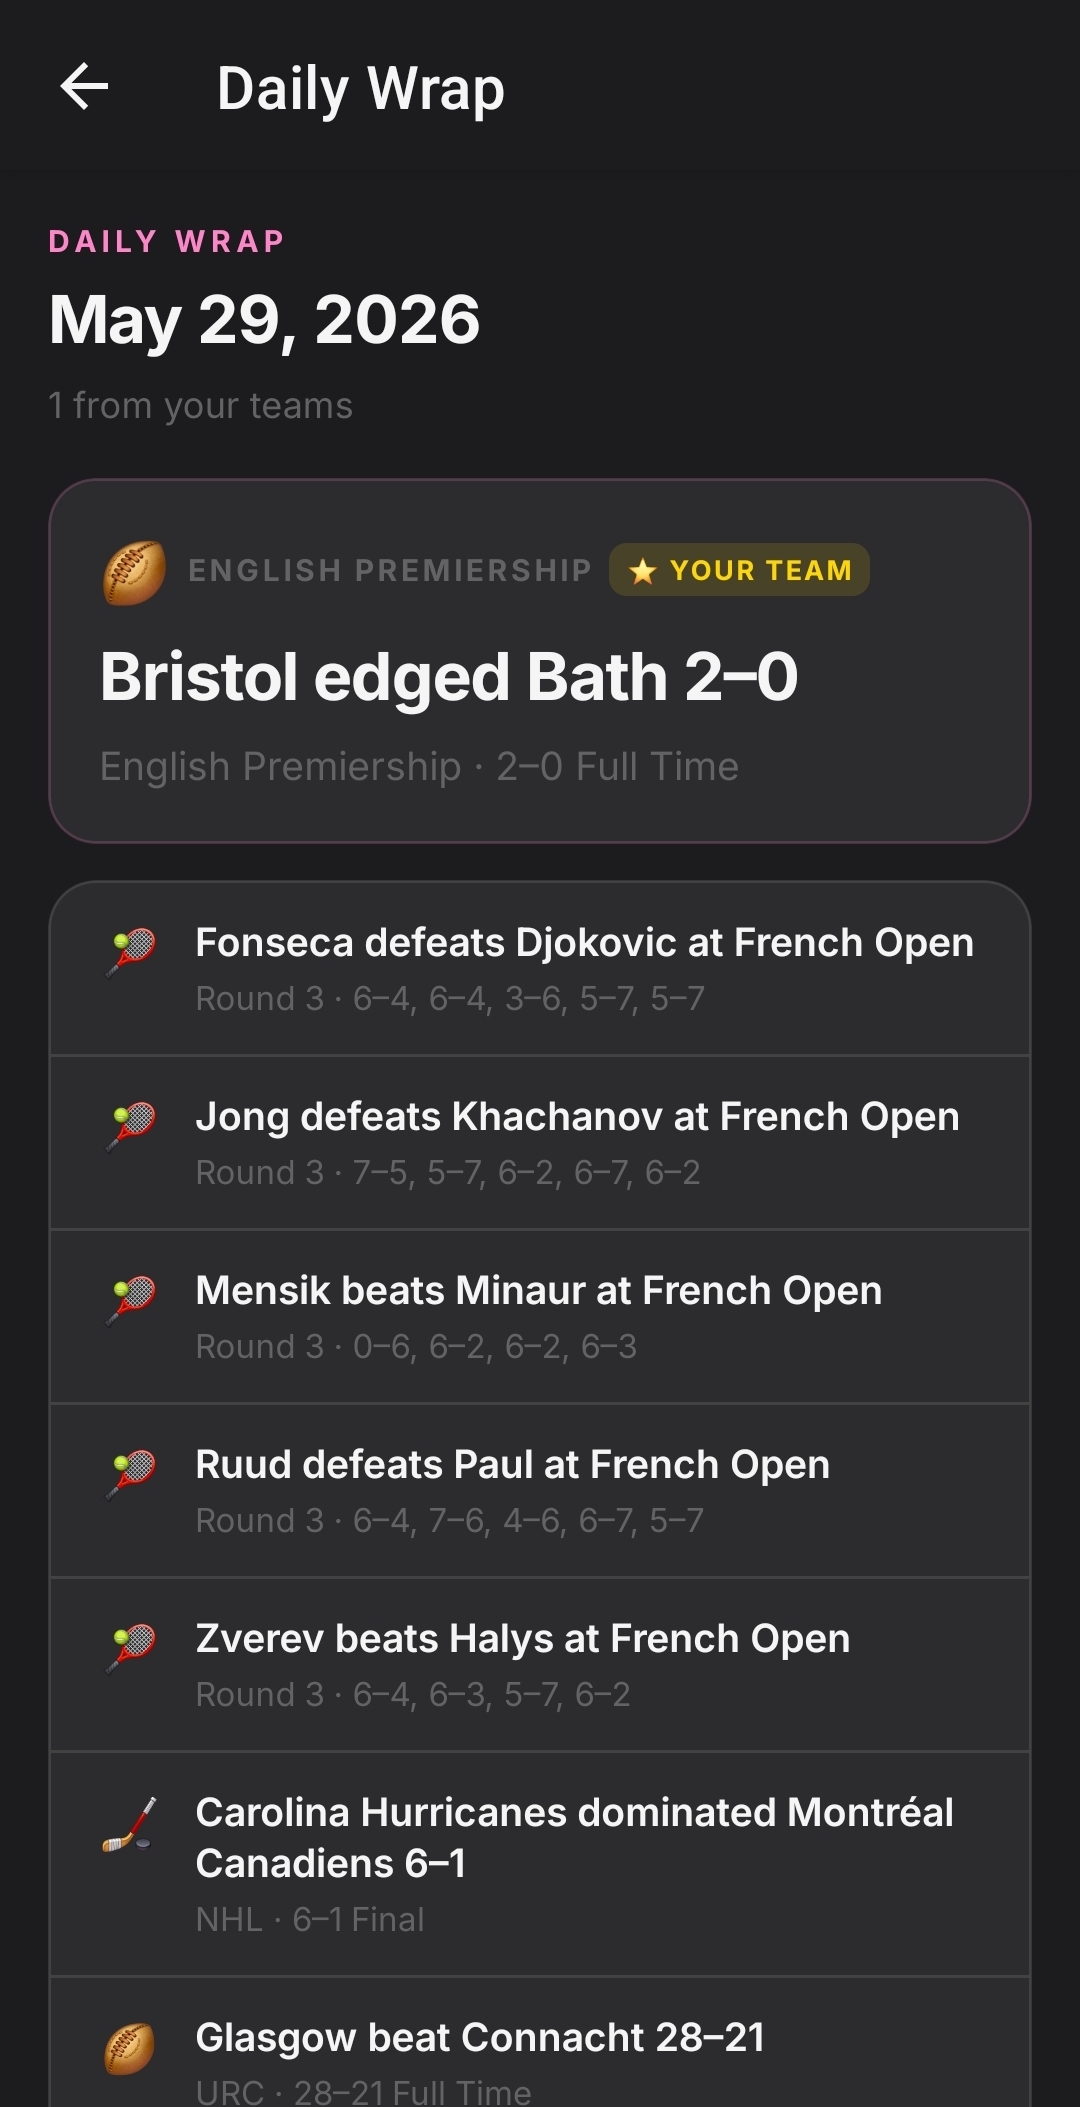 Daily Wrap
DAILY WRAP
May 29, 2026
1 from your teams
ENGLISH PREMIERSHIP ⭐ YOUR TEAM
Bristol edged Bath 2–0
English Premiership · 2–0 Full Time
Fonseca defeats Djokovic at French Open
Round 3 · 6–4, 6–4, 3–6, 5–7, 5–7
Jong defeats Khachanov at French Open
Round 3 · 7–5, 5–7, 6–2, 6–7, 6–2
Mensik beats Minaur at French Open
Round 3 · 0–6, 6–2, 6–2, 6–3
Ruud defeats Paul at French Open
Round 3 · 6–4, 7–6, 4–6, 6–7, 5–7
Zverev beats Halys at French Open
Round 3 · 6–4, 6–3, 5–7, 6–2
Carolina Hurricanes dominated Montréal
Canadiens 6–1
NHL · 6–1 Final
Glasgow beat Connacht 28–21
URC · 28–21 Full Time